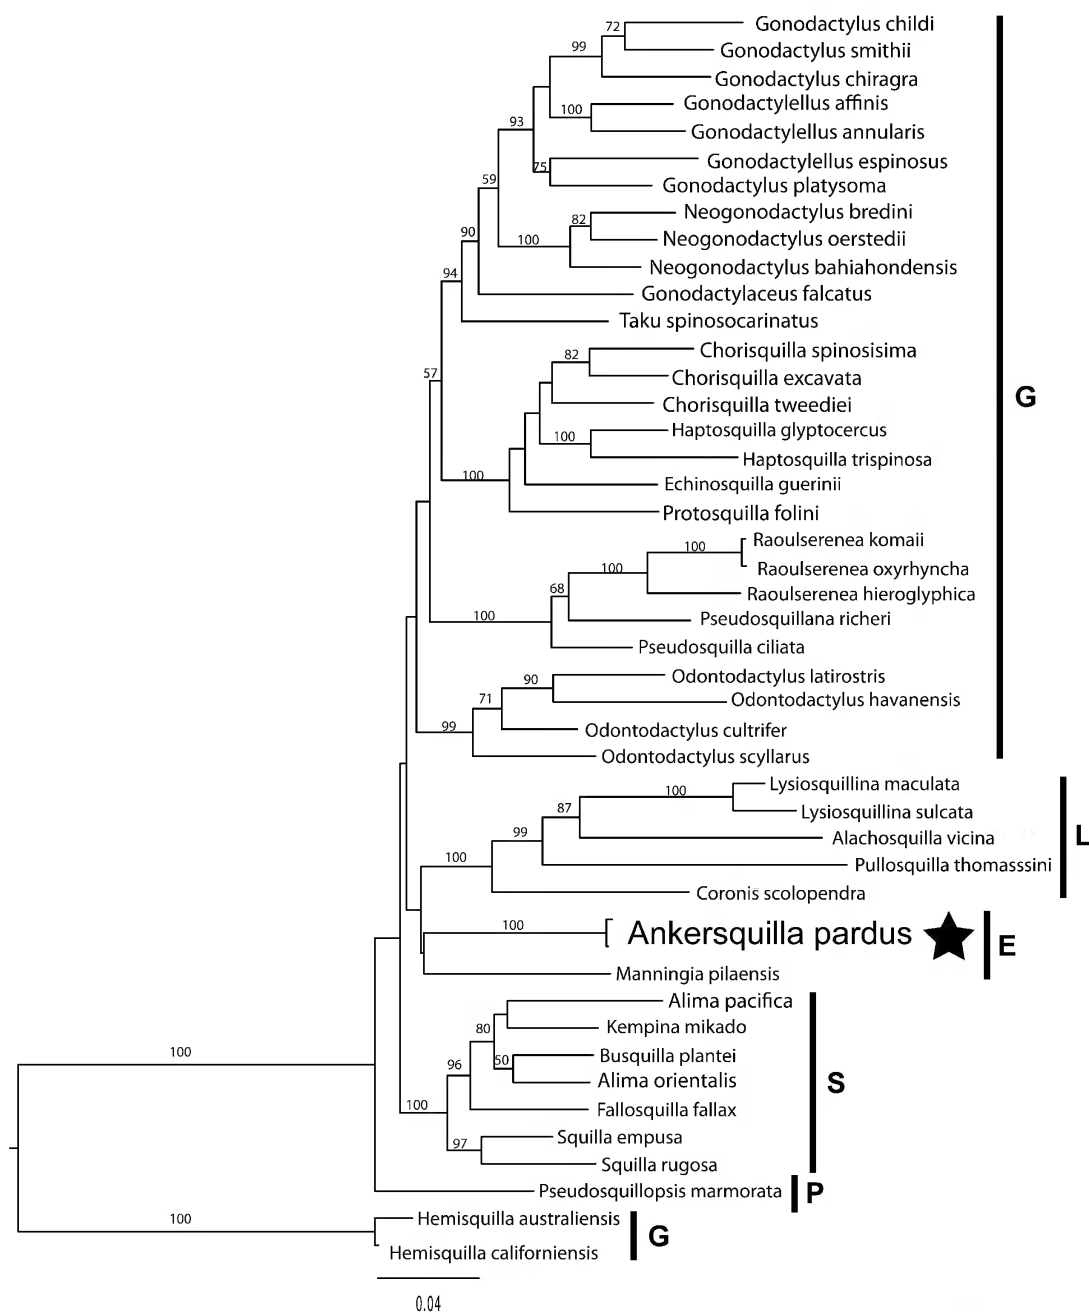 72 Gonodactylus childi
99 Gonodactylus smithii
Gonodactylus chiragra
100 Gonodactylellus affinis
93 Gonodactylellus annularis
75 Gonodactylellus espinosus
59 Gonodactylus platysoma
82 Neogonodactylus bredini
90 100 Neogonodactylus oerstedii
94 Neogonodactylus bahiahondensis
Gonodactylaceus falcatus
Taku spinosocarinatus
82 Chorisquilla spinosisima
57 Chorisquilla excavata
G
Chorisquilla tweediei
100 Haptosquilla glyptocercus
Haptosquilla trispinosa
100 Echinosquilla guerinii
Protosquilla folini
100 Raoulserenea komaii
100 Raoulserenea oxyrhyncha
68 Raoulserenea hieroglyphica
100 Pseudosquillana richeri
Pseudosquilla ciliata
90 Odontodactylus latirostris
71 Odontodactylus havanensis
99 Odontodactylus cultrifer
Odontodactylus scyllarus
100 Lysiosquillina maculata
87 Lysiosquillina sulcata
99 Alachosquilla vicina L
100 Pullosquilla thomasssini
Coronis scolopendra
100 Ankersquilla pardus E
Manningia pilaensis
Alima pacifica
80 Kempina mikado
50 Busquilla plantei
96 Alima orientalis S
100 Fallosquilla fallax
97 Squilla empusa
Squilla rugosa
100
Pseudosquillopsis marmorata P
100 Hemisquilla australiensis G
Hemisquilla californiensis
0.04